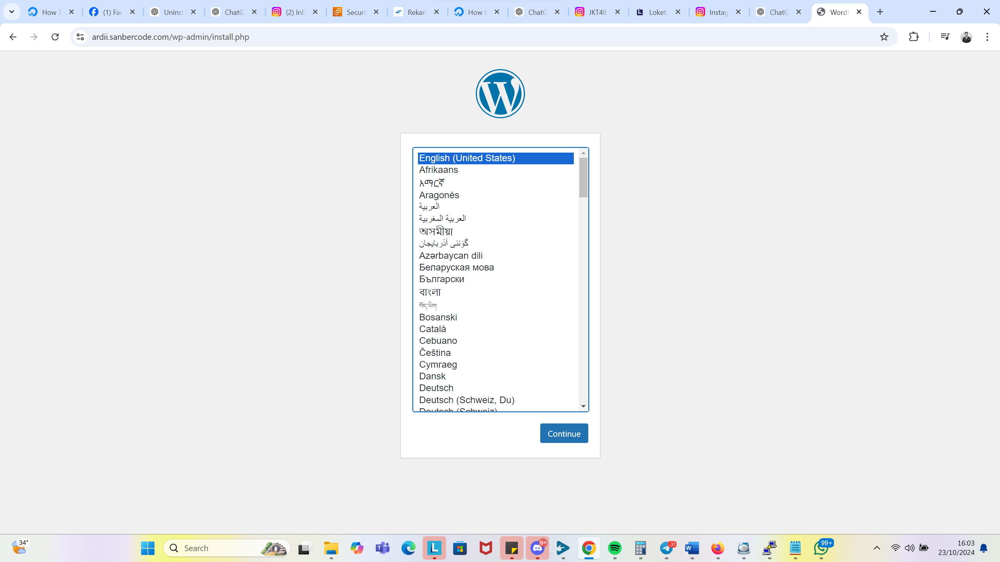 How T
(1) Fac
Uninst
ChatG
(2) Inb
Securi
Rekam
How t
ChatG
JKT48
Loket.
Instag
ChatG
WordP
ardii.sanbercode.com/wp-admin/install.php
English (United States)
Afrikaans
አማርኛ
Aragonés
العربية
العربية المغربية
অসমীয়া
گؤنئی آذربایجان
Azərbaycan dili
Беларуская мова
Български
বাংলা
བོད་ཡིག
Bosanski
Català
Cebuano
Čeština
Cymraeg
Dansk
Deutsch
Deutsch (Schweiz, Du)
Deutsch (Schweiz)
Continue
34°
Search
9+
31
99+
16:03
23/10/2024